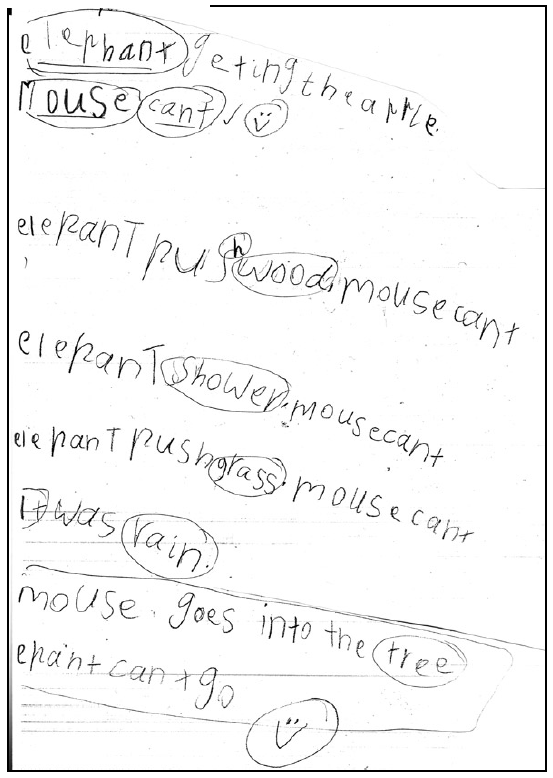 elephant geting the apple.
Mouse cant.
elepanT push wood. mouse cant
elepanT shower. mouse cant
elepanT push grass. mouse cant
It was rain.
mouse. goes into the tree
epant cant go